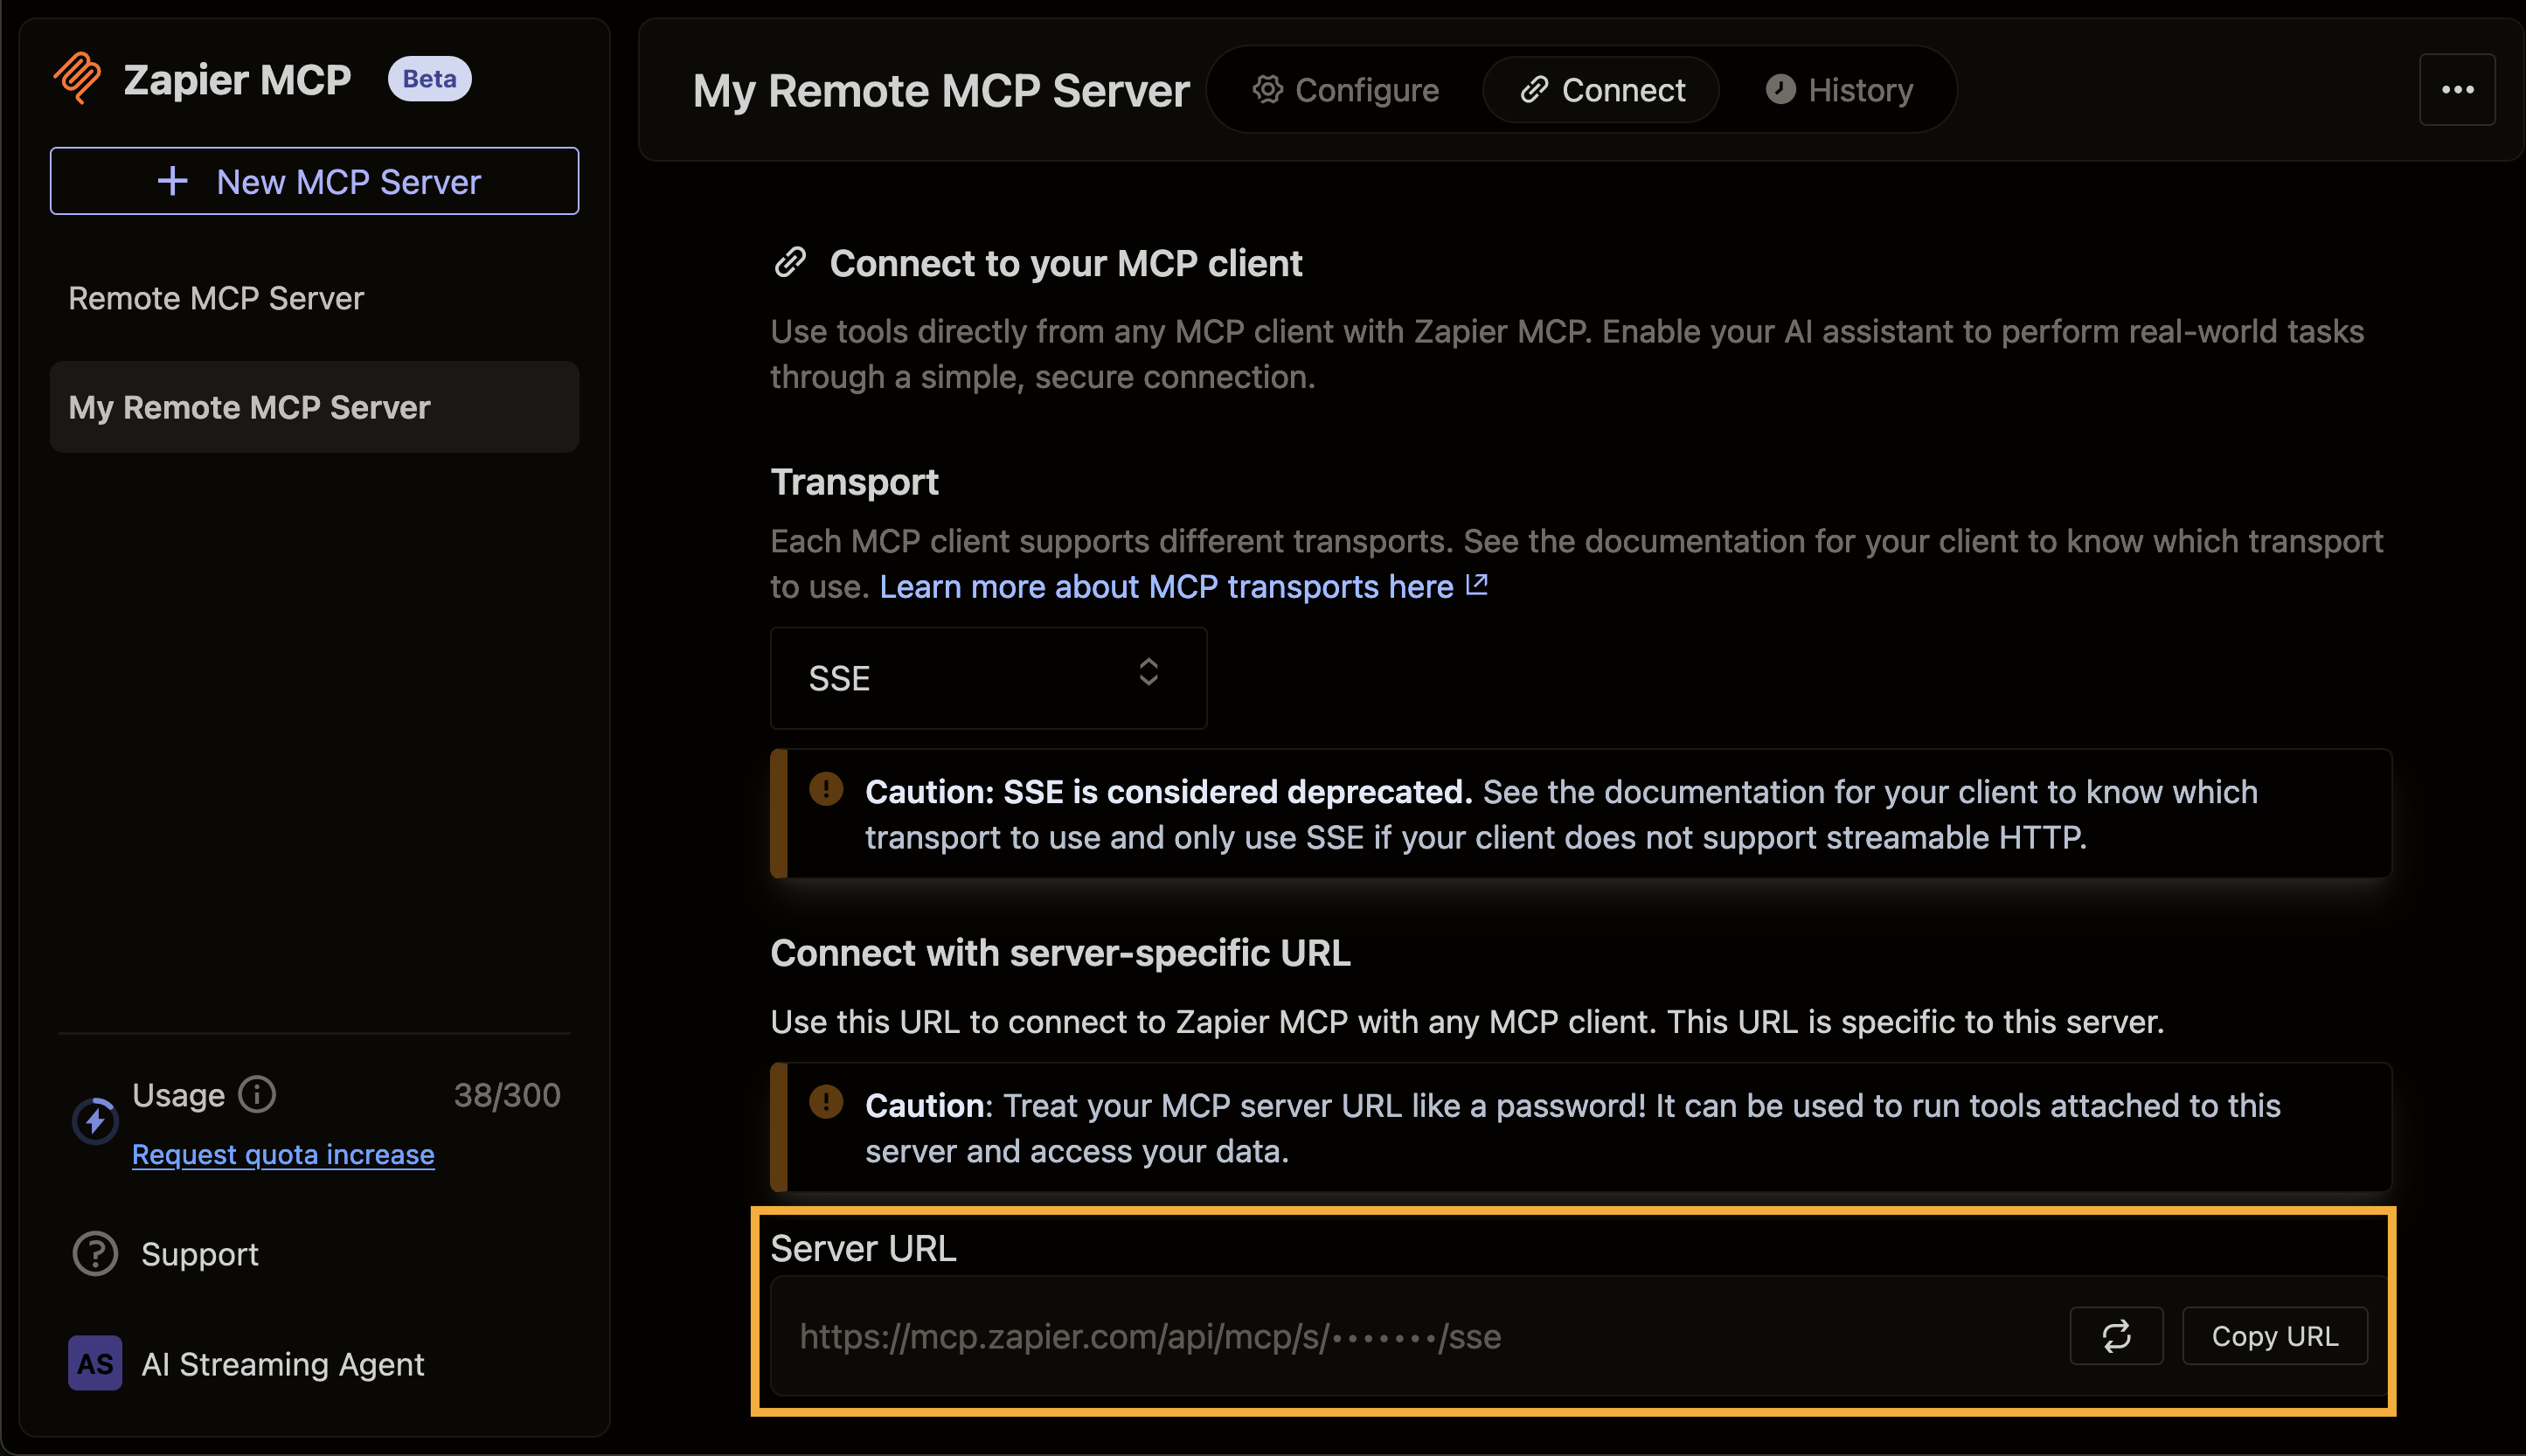 Zapier MCP Beta
New MCP Server
Remote MCP Server
My Remote MCP Server
Usage 38/300
Request quota increase
Support
AS AI Streaming Agent
My Remote MCP Server Configure Connect History
Connect to your MCP client
Use tools directly from any MCP client with Zapier MCP. Enable your AI assistant to perform real-world tasks
through a simple, secure connection.
Transport
Each MCP client supports different transports. See the documentation for your client to know which transport
to use. Learn more about MCP transports here
SSE
Caution: SSE is considered deprecated. See the documentation for your client to know which
transport to use and only use SSE if your client does not support streamable HTTP.
Connect with server-specific URL
Use this URL to connect to Zapier MCP with any MCP client. This URL is specific to this server.
Caution: Treat your MCP server URL like a password! It can be used to run tools attached to this
server and access your data.
Server URL
https://mcp.zapier.com/api/mcp/s/•••••••/sse Copy URL